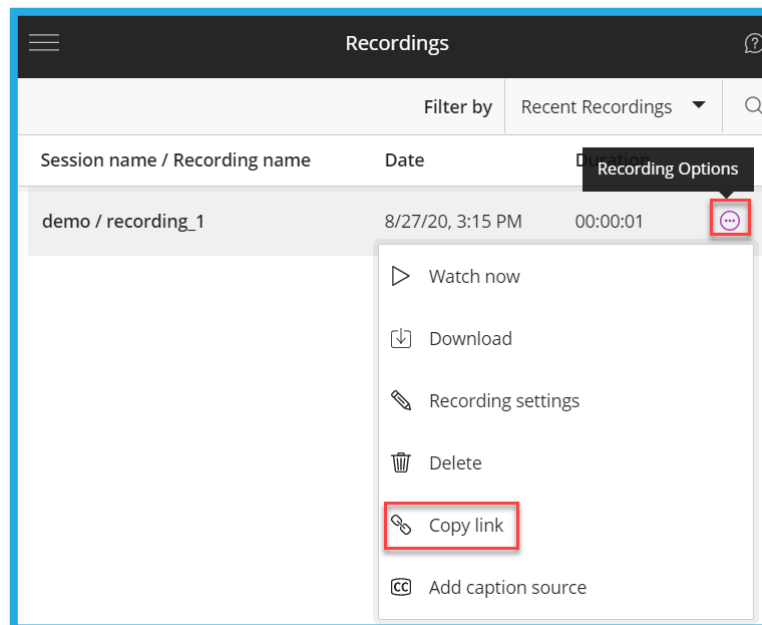 Recordings
Filter by Recent Recordings
Session name / Recording name Date
Recording Options
demo / recording_1 8/27/20, 3:15 PM 00:00:01
Watch now
Download
Recording settings
Delete
Copy link
CC Add caption source